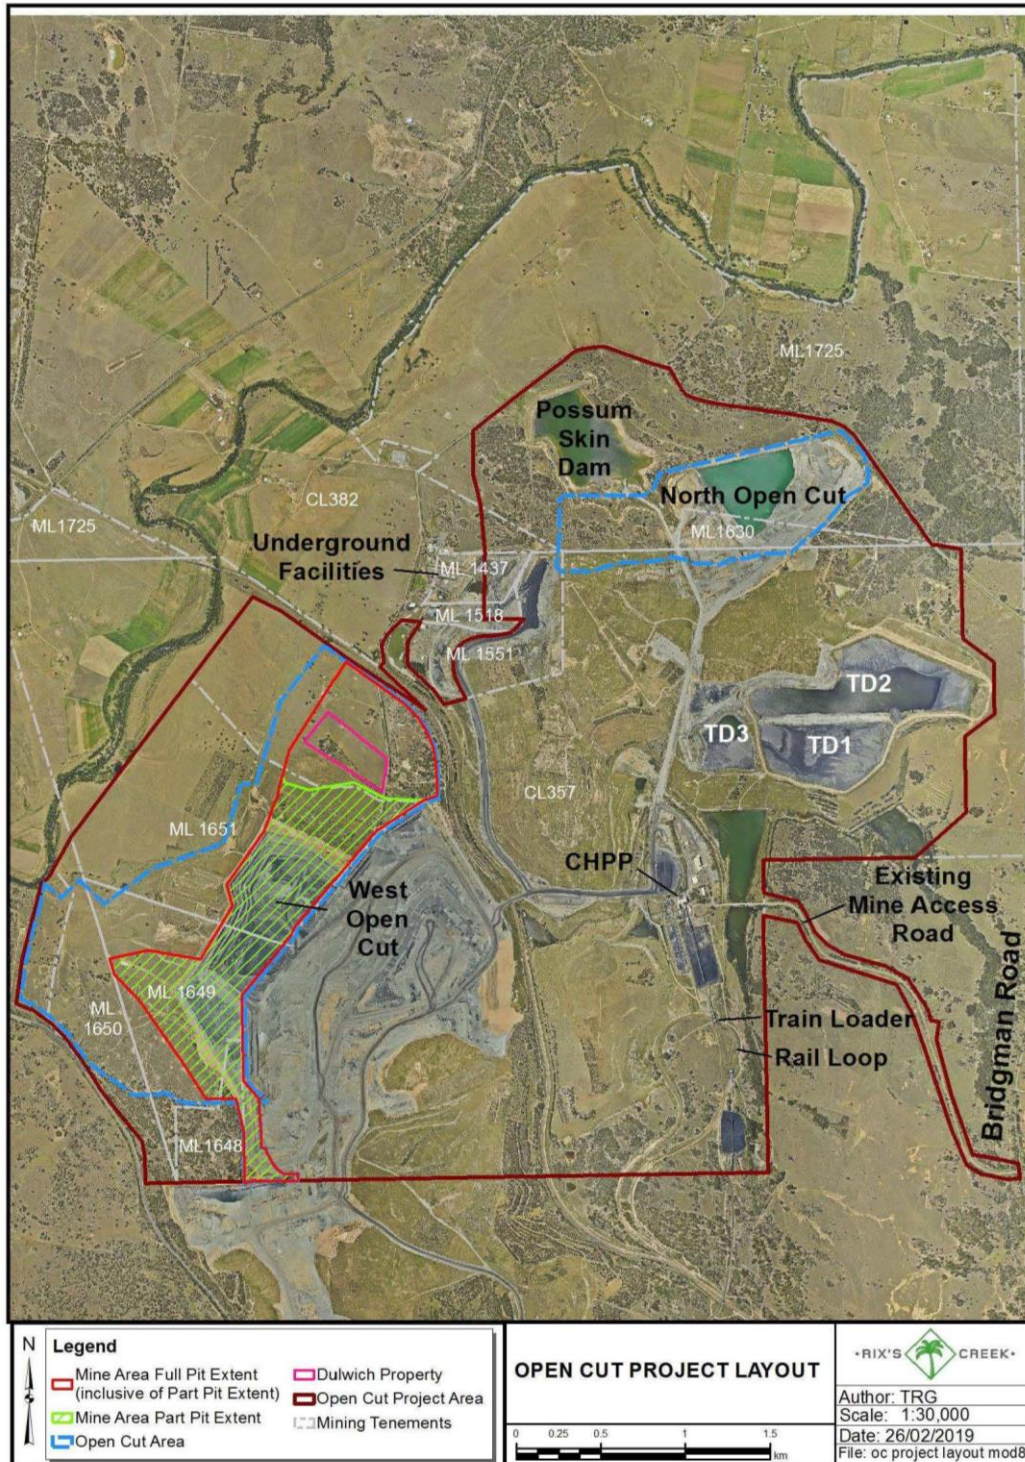 ML1725
Possum
Skin
Dam
North Open Cut
ML1630
CL382
ML1725
Underground
Facilities
ML 1437
ML 1518
ML 1551
TD2
TD3
TD1
CL357
ML 1651
CHPP
Existing
Mine Access
Road
West
Open
Cut
ML 1649
ML
1650
Train Loader
Rail Loop
Bridgman Road
ML1648
N
Legend
Mine Area Full Pit Extent
(inclusive of Part Pit Extent)
Mine Area Part Pit Extent
Open Cut Area
Dulwich Property
Open Cut Project Area
Mining Tenements
OPEN CUT PROJECT LAYOUT
0 0.25 0.5 1 1.5
km
•RIX'S CREEK•
Author: TRG
Scale: 1:30,000
Date: 26/02/2019
File: oc project layout mod8